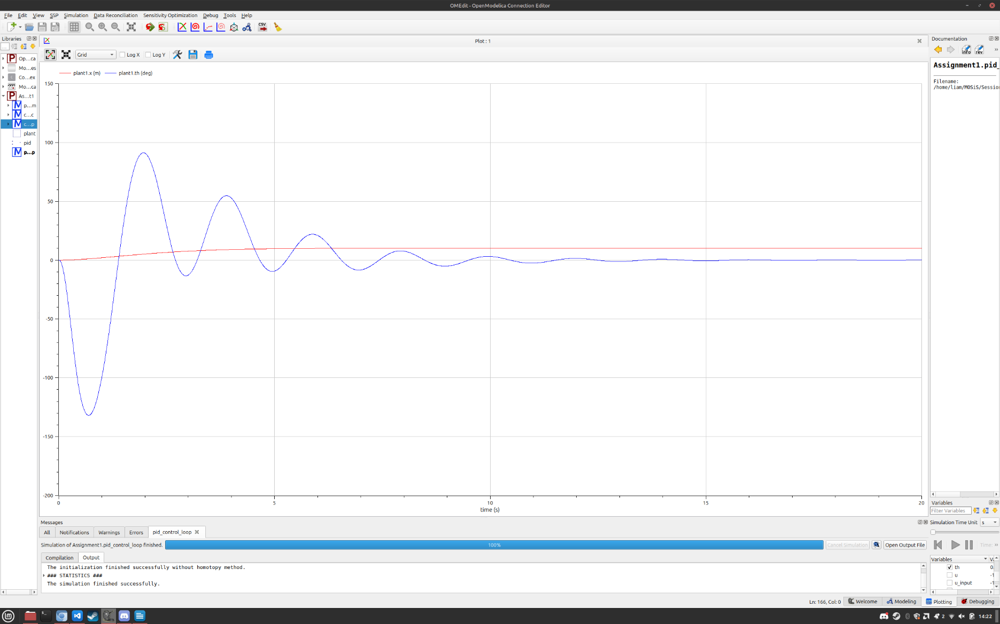 OMEdit - OpenModelica Connection Editor
File Edit View SSP Simulation Data Reconciliation Sensitivity Optimization Debug Tools Help
CSV
Libraries
Plot : 1
Documentation
...
Grid
Log X
Log Y
info
rev
»
Op...ca
Mo...es
Co...ex
Mo...ca
As...t1
p...m
c...c
c...p
plant
pid
p...p
plant1.x (m)
plant1.th (deg)
Assignment1.pid_
Filename:
/home/liam/MOSiS/Session
150
100
50
0
-50
-100
-150
-200
0 5 10 15 20
time (s)
Variables
Filter Variables
Simulation Time Unit s
Time: »
Variables
th 0.
u -1
u_input -1
Messages
All Notifications Warnings Errors pid_control_loop
Simulation of Assignment1.pid_control_loop finished. 100% Cancel Simulation Open Output File
Compilation Output
The initialization finished successfully without homotopy method.
### STATISTICS ###
The simulation finished successfully.
Ln: 166, Col: 0 Welcome Modeling Plotting Debugging
2 14:22